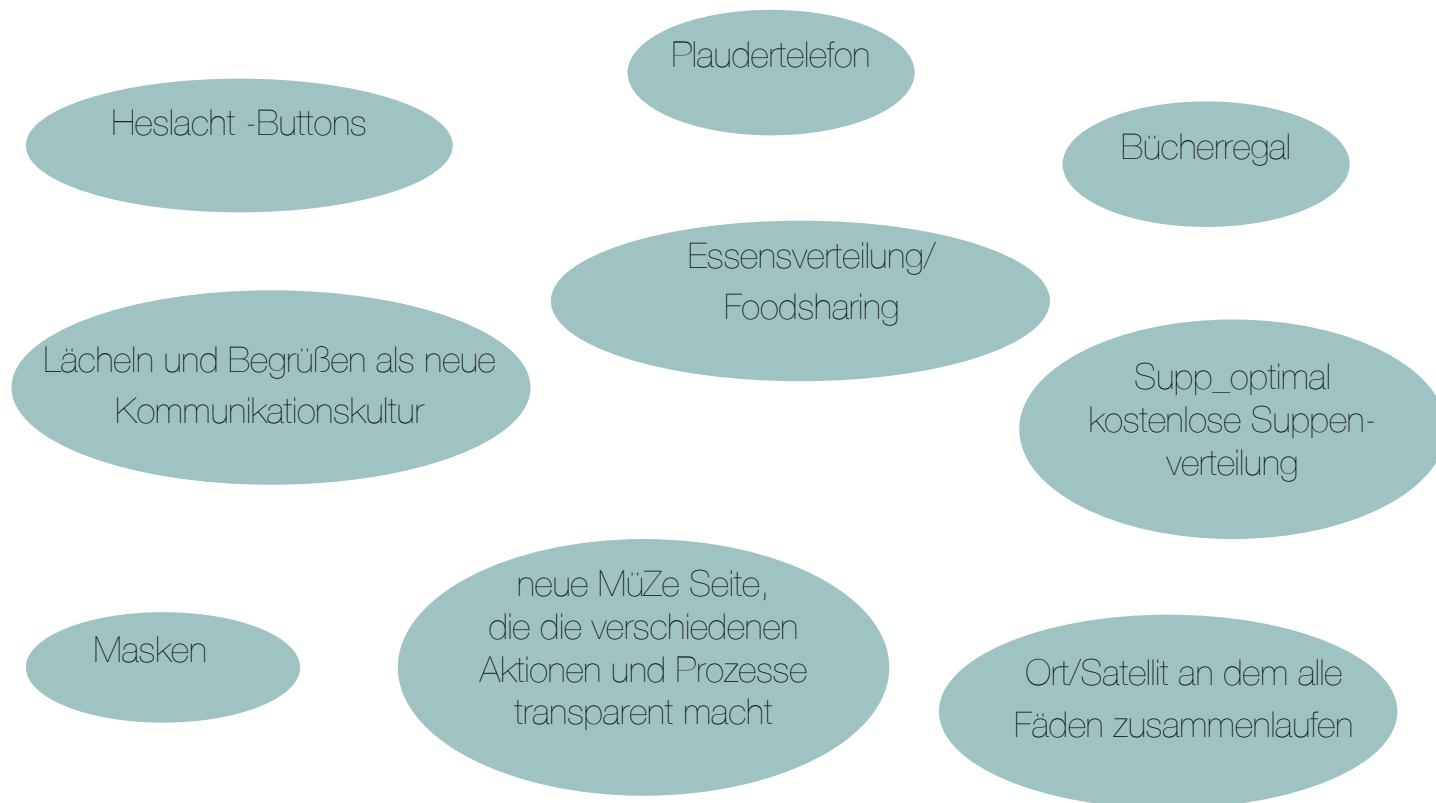 Plaudertelefon
Heslacht -Buttons
Bücherregal
Essensverteilung/
Foodsharing
Lächeln und Begrüßen als neue
Kommunikationskultur
Supp_optimal
kostenlose Suppen-
verteilung
neue MüZe Seite,
die die verschiedenen
Aktionen und Prozesse
transparent macht
Masken
Ort/Satellit an dem alle
Fäden zusammenlaufen